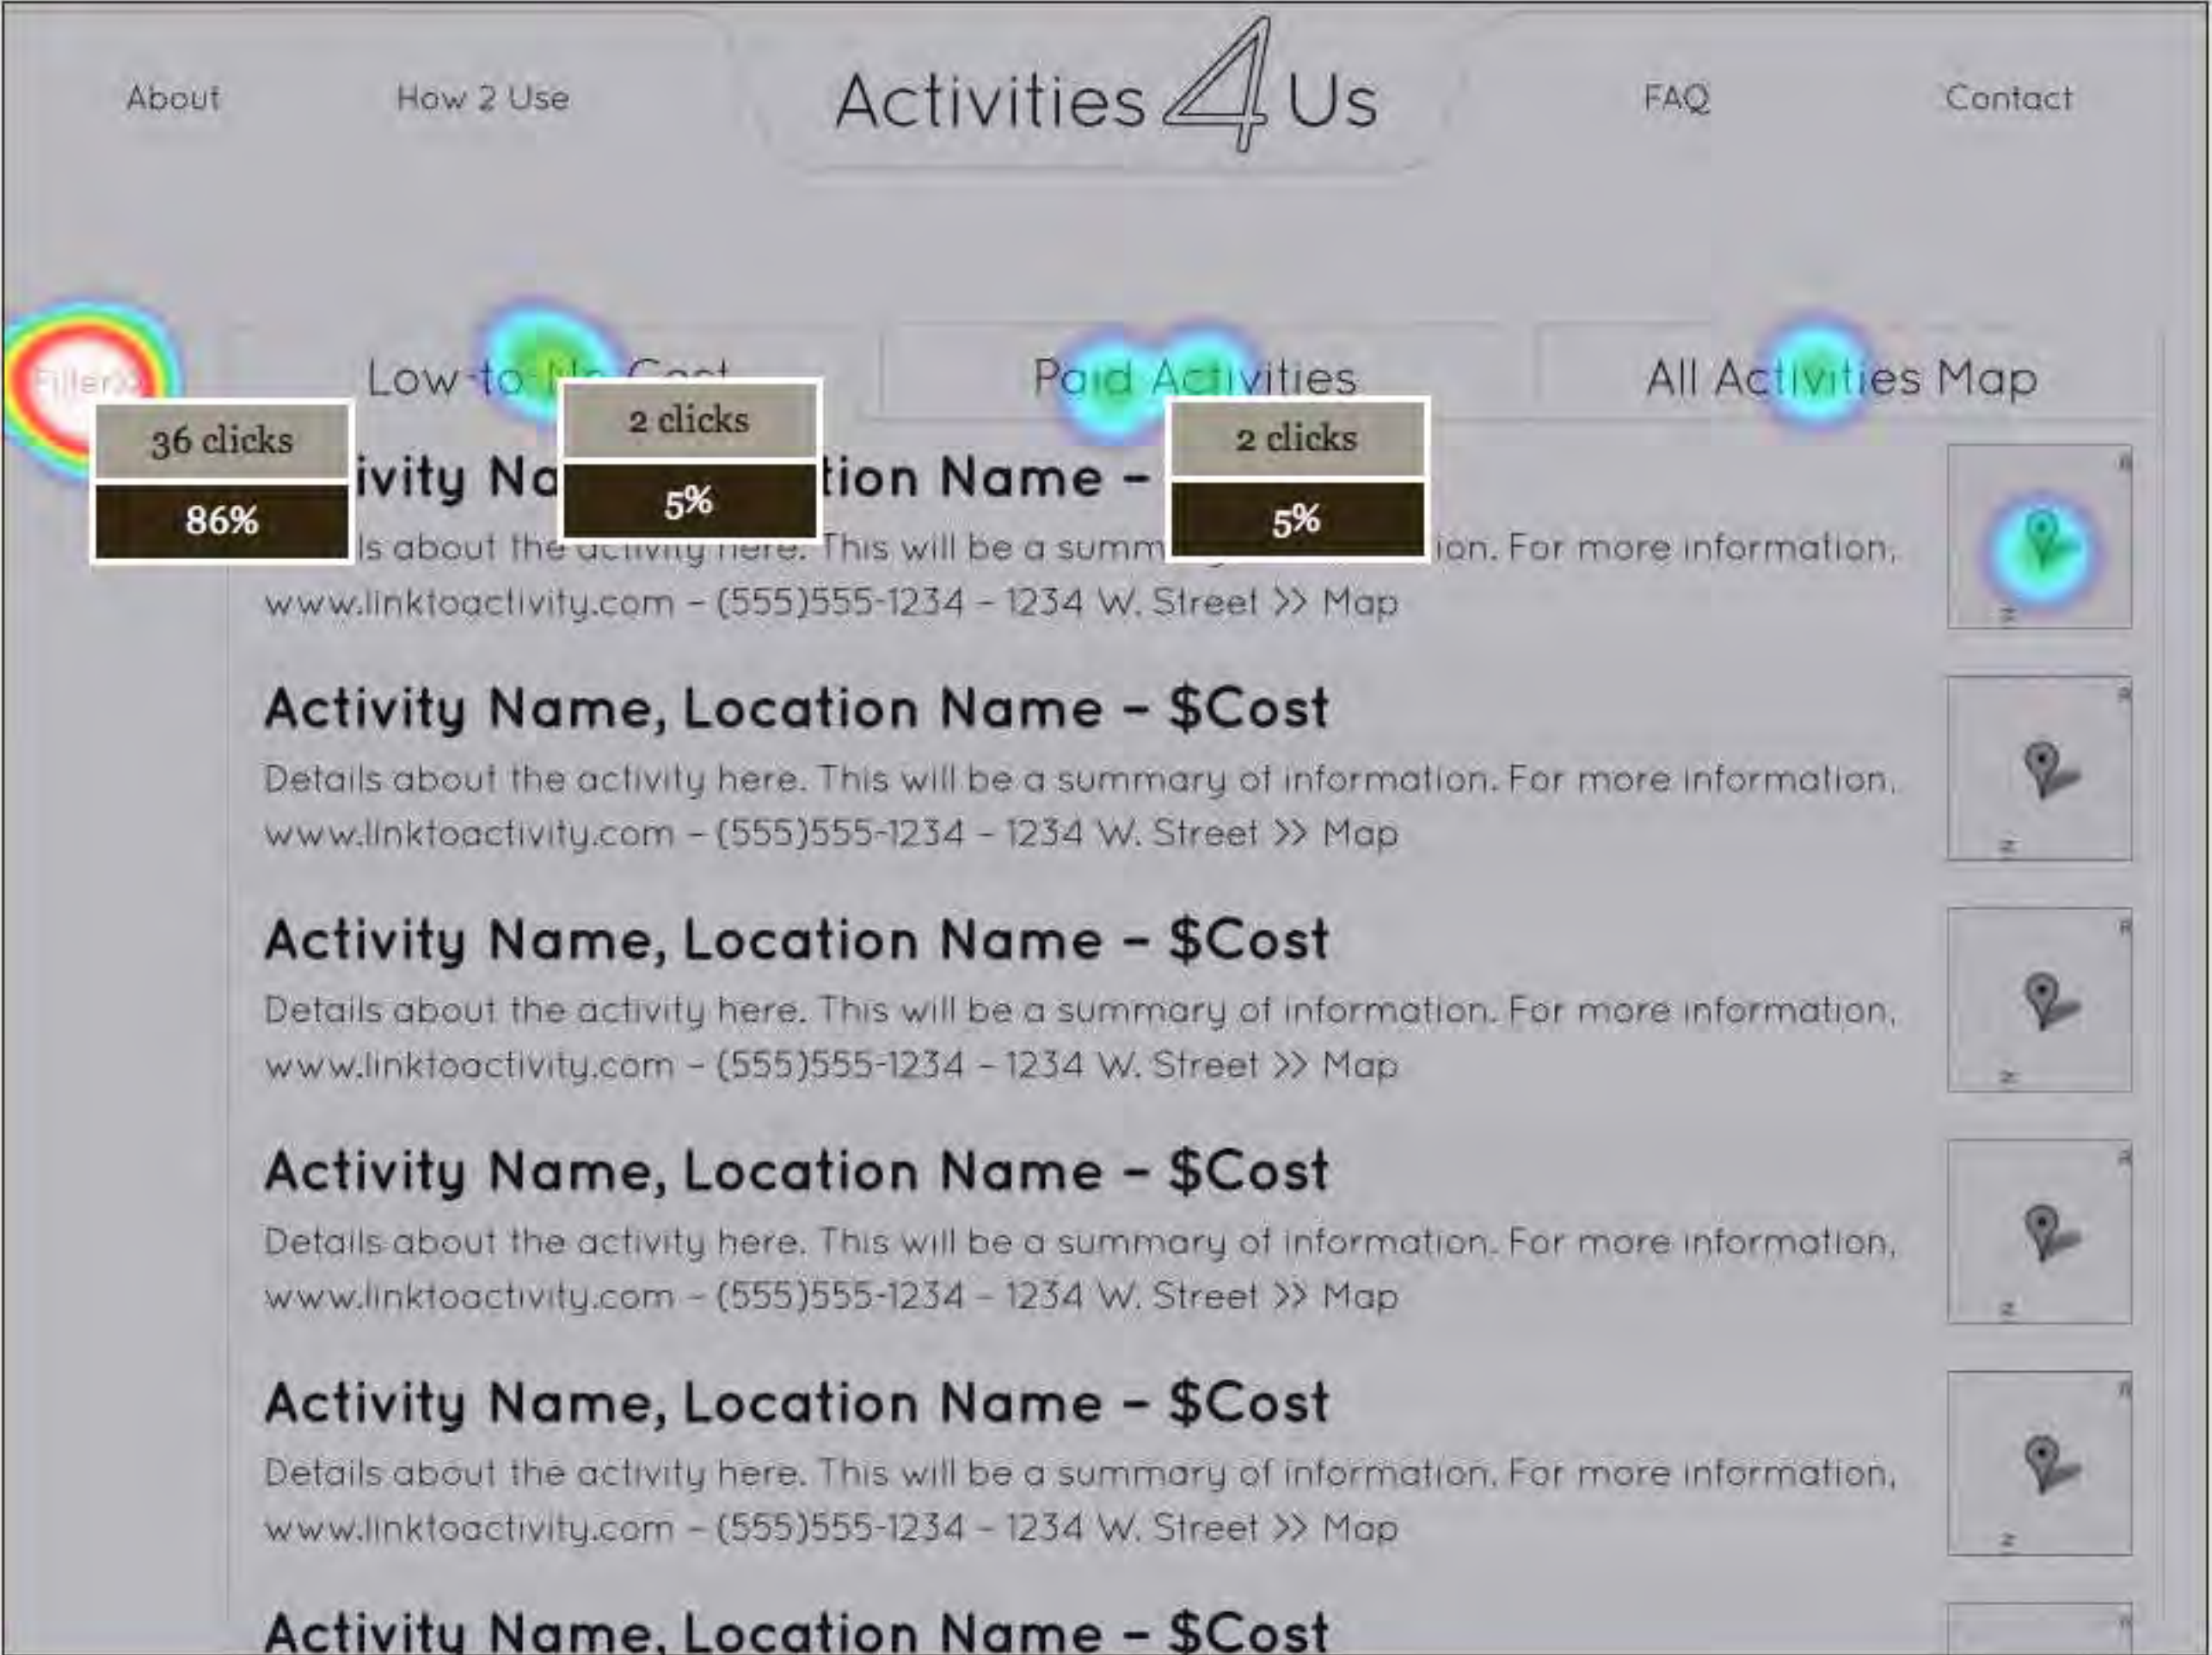 About How 2 Use Activities 4 Us FAQ Contact
Filter>> Low-to-No Cost Paid Activities All Activities Map
36 clicks
86%
2 clicks
5%
2 clicks
5%
ivity Na tion Name –
ls about the activity here. This will be a summ ion. For more information,
www.linktoactivity.com – (555)555-1234 – 1234 W. Street >> Map
Activity Name, Location Name – $Cost
Details about the activity here. This will be a summary of information. For more information,
www.linktoactivity.com – (555)555-1234 – 1234 W. Street >> Map
Activity Name, Location Name – $Cost
Details about the activity here. This will be a summary of information. For more information,
www.linktoactivity.com – (555)555-1234 – 1234 W. Street >> Map
Activity Name, Location Name – $Cost
Details about the activity here. This will be a summary of information. For more information,
www.linktoactivity.com – (555)555-1234 – 1234 W. Street >> Map
Activity Name, Location Name – $Cost
Details about the activity here. This will be a summary of information. For more information,
www.linktoactivity.com – (555)555-1234 – 1234 W. Street >> Map
Activity Name, Location Name – $Cost